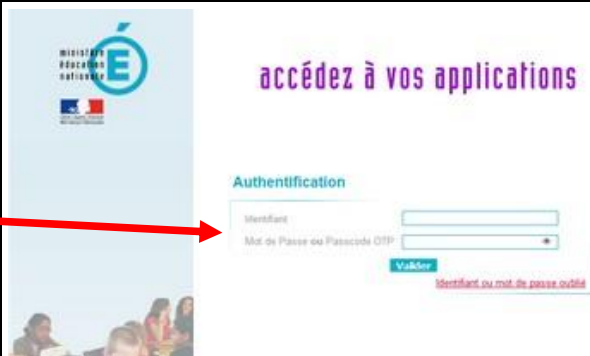 ministère
éducation
nationale
É
accédez à vos applications
Authentification
Identifiant
Mot de Passe ou Passcode OTP
Valider
Identifiant ou mot de passe oublié